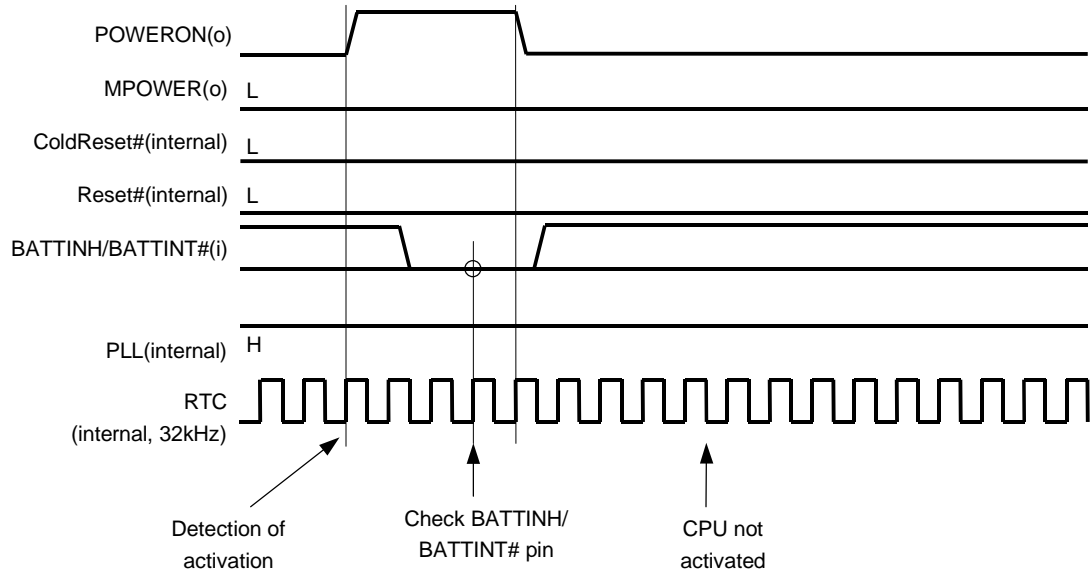 POWERON(o)
MPOWER(o) L
ColdReset#(internal) L
Reset#(internal) L
BATTINH/BATTINT#(i)
PLL(internal) H
RTC
(internal, 32kHz)
Detection of
activation
Check BATTINH/
BATTINT# pin
CPU not
activated